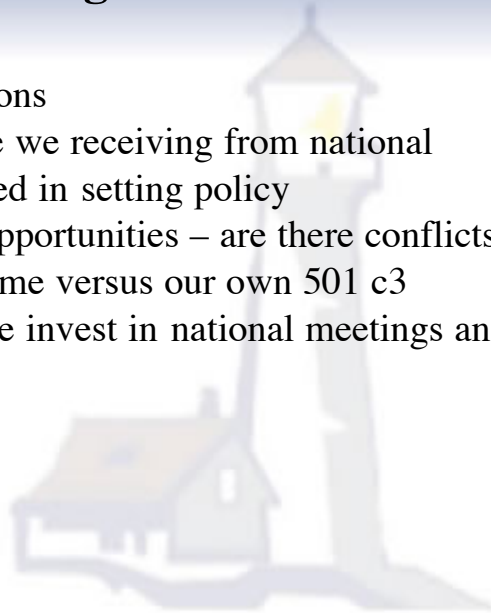 ons
we receiving from national
ed in setting policy
pportunities – are there conflicts
me versus our own 501 c3
e invest in national meetings an